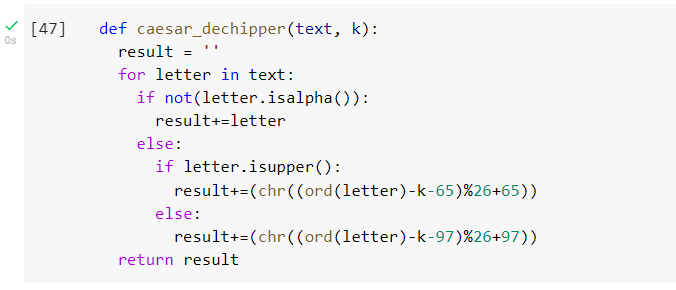 [47] def caesar_dechipper(text, k):
0s
result = ''
for letter in text:
if not(letter.isalpha()):
result+=letter
else:
if letter.isupper():
result+=(chr((ord(letter)-k-65)%26+65))
else:
result+=(chr((ord(letter)-k-97)%26+97))
return result